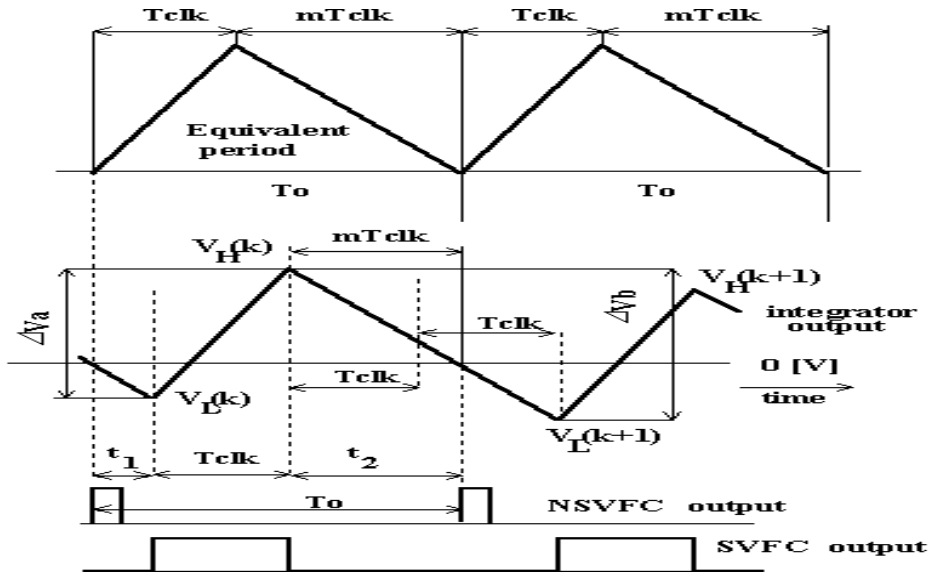 Tclk mTclk Tclk mTclk
Equivalent
period
To To
mTclk
VH(k)
VH(k+1)
ΔVa
ΔVb
Tclk
integrator
output
Tclk
0 [V]
time
VL(k)
VL(k+1)
t1 Tclk t2
To
NSVFC output
SVFC output